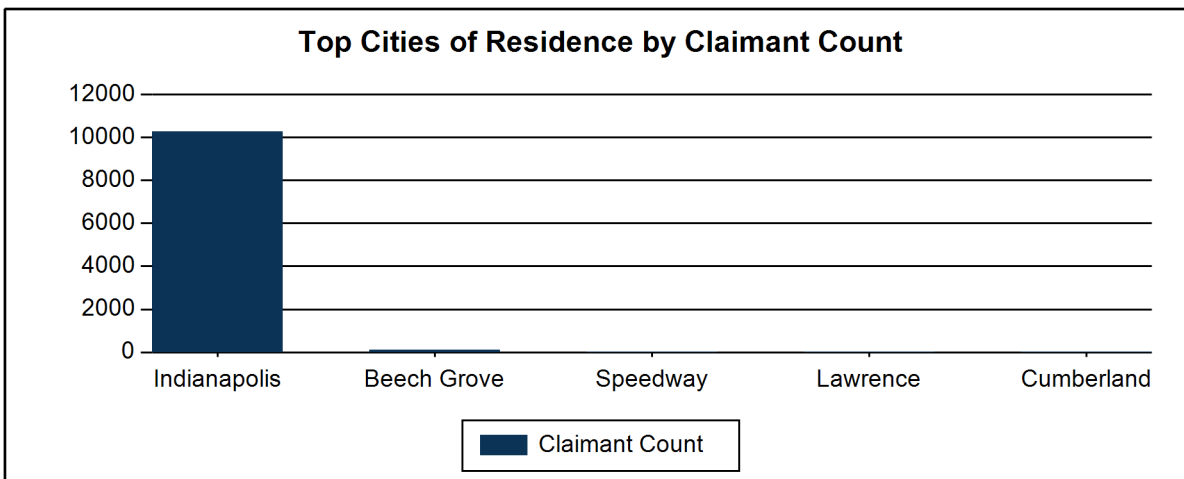 Top Cities of Residence by Claimant Count
12000
10000
8000
6000
4000
2000
0
Indianapolis Beech Grove Speedway Lawrence Cumberland
Claimant Count